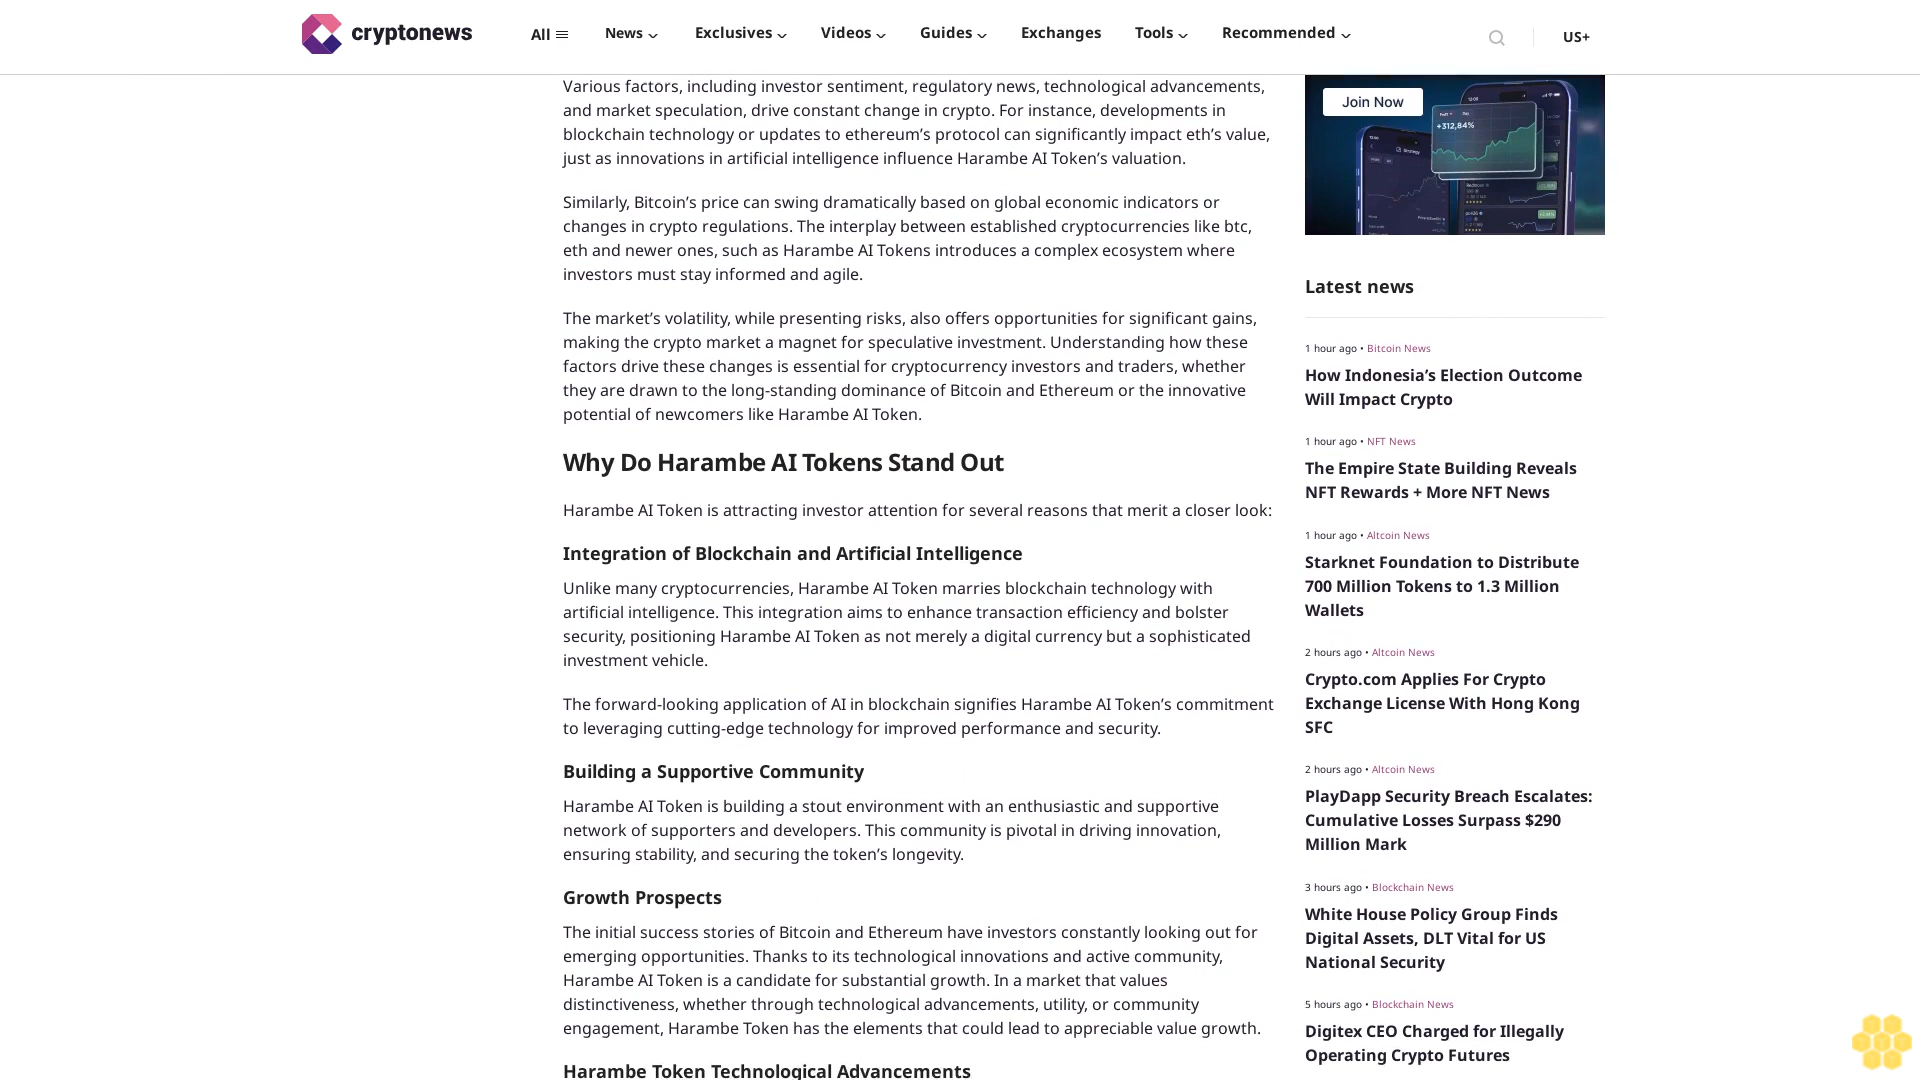 cryptonews
All
News
Exclusives
Videos
Guides
Exchanges
Tools
Recommended
US+
Various factors, including investor sentiment, regulatory news, technological advancements,
and market speculation, drive constant change in crypto. For instance, developments in
blockchain technology or updates to ethereum’s protocol can significantly impact eth’s value,
just as innovations in artificial intelligence influence Harambe AI Token’s valuation.
Similarly, Bitcoin’s price can swing dramatically based on global economic indicators or
changes in crypto regulations. The interplay between established cryptocurrencies like btc,
eth and newer ones, such as Harambe AI Tokens introduces a complex ecosystem where
investors must stay informed and agile.
The market’s volatility, while presenting risks, also offers opportunities for significant gains,
making the crypto market a magnet for speculative investment. Understanding how these
factors drive these changes is essential for cryptocurrency investors and traders, whether
they are drawn to the long-standing dominance of Bitcoin and Ethereum or the innovative
potential of newcomers like Harambe AI Token.
Why Do Harambe AI Tokens Stand Out
Harambe AI Token is attracting investor attention for several reasons that merit a closer look:
Integration of Blockchain and Artificial Intelligence
Unlike many cryptocurrencies, Harambe AI Token marries blockchain technology with
artificial intelligence. This integration aims to enhance transaction efficiency and bolster
security, positioning Harambe AI Token as not merely a digital currency but a sophisticated
investment vehicle.
The forward-looking application of AI in blockchain signifies Harambe AI Token’s commitment
to leveraging cutting-edge technology for improved performance and security.
Building a Supportive Community
Harambe AI Token is building a stout environment with an enthusiastic and supportive
network of supporters and developers. This community is pivotal in driving innovation,
ensuring stability, and securing the token’s longevity.
Growth Prospects
The initial success stories of Bitcoin and Ethereum have investors constantly looking out for
emerging opportunities. Thanks to its technological innovations and active community,
Harambe AI Token is a candidate for substantial growth. In a market that values
distinctiveness, whether through technological advancements, utility, or community
engagement, Harambe Token has the elements that could lead to appreciable value growth.
Harambe Token Technological Advancements
Join Now
+312,84%
Latest news
1 hour ago • Bitcoin News
How Indonesia’s Election Outcome
Will Impact Crypto
1 hour ago • NFT News
The Empire State Building Reveals
NFT Rewards + More NFT News
1 hour ago • Altcoin News
Starknet Foundation to Distribute
700 Million Tokens to 1.3 Million
Wallets
2 hours ago • Altcoin News
Crypto.com Applies For Crypto
Exchange License With Hong Kong
SFC
2 hours ago • Altcoin News
PlayDapp Security Breach Escalates:
Cumulative Losses Surpass $290
Million Mark
3 hours ago • Blockchain News
White House Policy Group Finds
Digital Assets, DLT Vital for US
National Security
5 hours ago • Blockchain News
Digitex CEO Charged for Illegally
Operating Crypto Futures